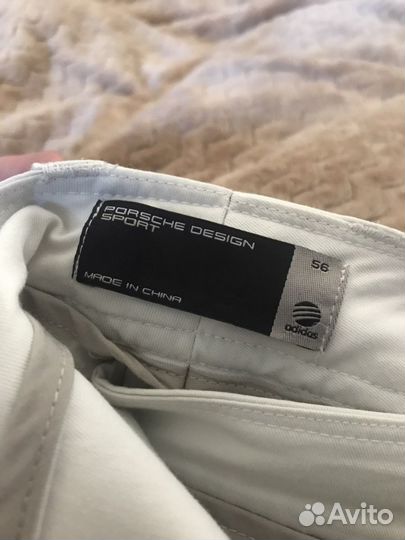 PORSCHE DESIGN
SPORT
MADE IN CHINA
56
adidas
Avito